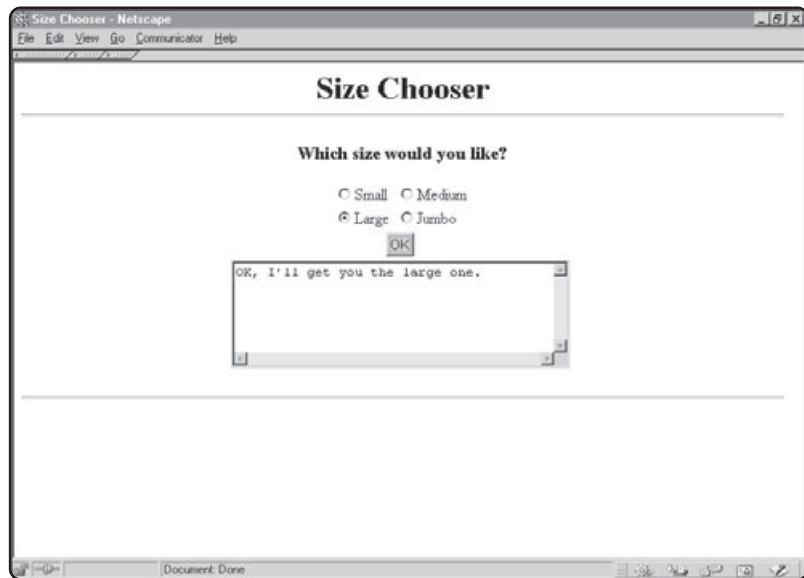 Size Chooser - Netscape
File Edit View Go Communicator Help
Size Chooser
Which size would you like?
Small Medium
Large Jumbo
OK
OK, I'll get you the large one.
Document: Done